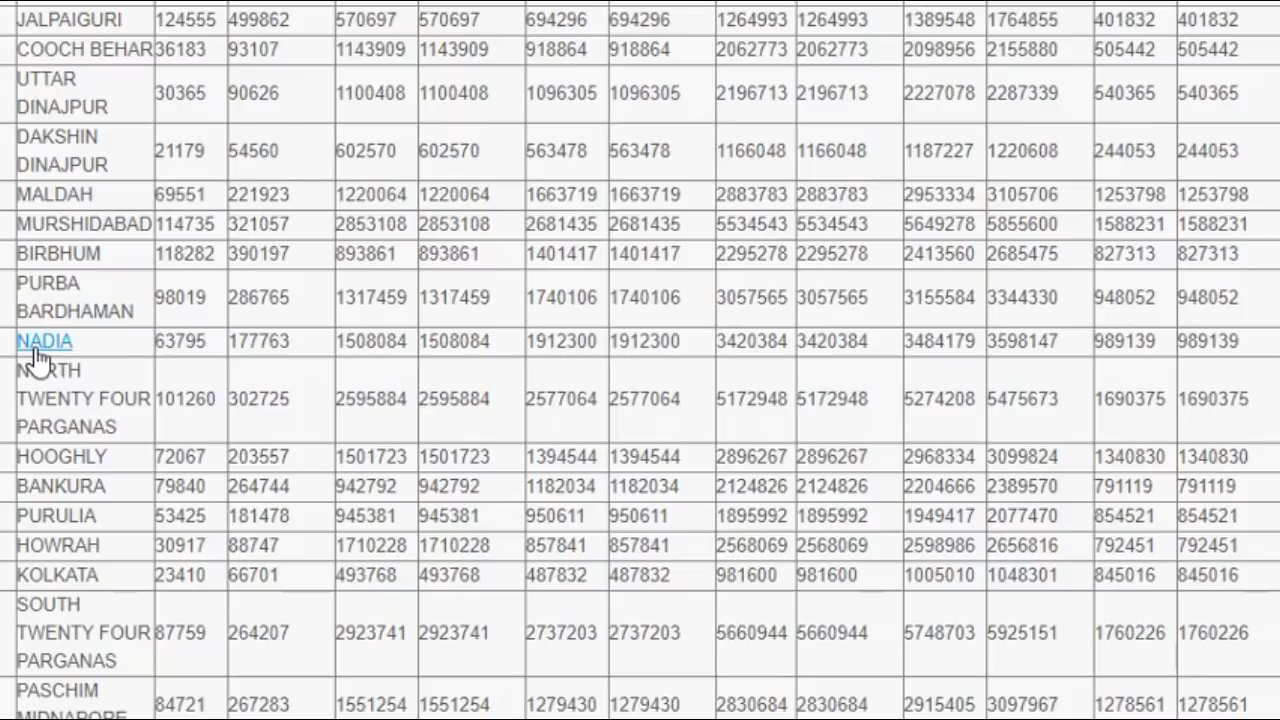 JALPAIGURI 124555 499862 570697 570697 694296 694296 1264993 1264993 1389548 1764855 401832 401832
COOCH BEHAR 36183 93107 1143909 1143909 918864 918864 2062773 2062773 2098956 2155880 505442 505442
UTTAR
DINAJPUR 30365 90626 1100408 1100408 1096305 1096305 2196713 2196713 2227078 2287339 540365 540365
DAKSHIN
DINAJPUR 21179 54560 602570 602570 563478 563478 1166048 1166048 1187227 1220608 244053 244053
MALDAH 69551 221923 1220064 1220064 1663719 1663719 2883783 2883783 2953334 3105706 1253798 1253798
MURSHIDABAD 114735 321057 2853108 2853108 2681435 2681435 5534543 5534543 5649278 5855600 1588231 1588231
BIRBHUM 118282 390197 893861 893861 1401417 1401417 2295278 2295278 2413560 2685475 827313 827313
PURBA
BARDHAMAN 98019 286765 1317459 1317459 1740106 1740106 3057565 3057565 3155584 3344330 948052 948052
NADIA 63795 177763 1508084 1508084 1912300 1912300 3420384 3420384 3484179 3598147 989139 989139
NORTH
TWENTY FOUR 101260 302725 2595884 2595884 2577064 2577064 5172948 5172948 5274208 5475673 1690375 1690375
PARGANAS
HOOGHLY 72067 203557 1501723 1501723 1394544 1394544 2896267 2896267 2968334 3099824 1340830 1340830
BANKURA 79840 264744 942792 942792 1182034 1182034 2124826 2124826 2204666 2389570 791119 791119
PURULIA 53425 181478 945381 945381 950611 950611 1895992 1895992 1949417 2077470 854521 854521
HOWRAH 30917 88747 1710228 1710228 857841 857841 2568069 2568069 2598986 2656816 792451 792451
KOLKATA 23410 66701 493768 493768 487832 487832 981600 981600 1005010 1048301 845016 845016
SOUTH
TWENTY FOUR 87759 264207 2923741 2923741 2737203 2737203 5660944 5660944 5748703 5925151 1760226 1760226
PARGANAS
PASCHIM
MIDNAPORE 84721 267283 1551254 1551254 1279430 1279430 2830684 2830684 2915405 3097967 1278561 1278561